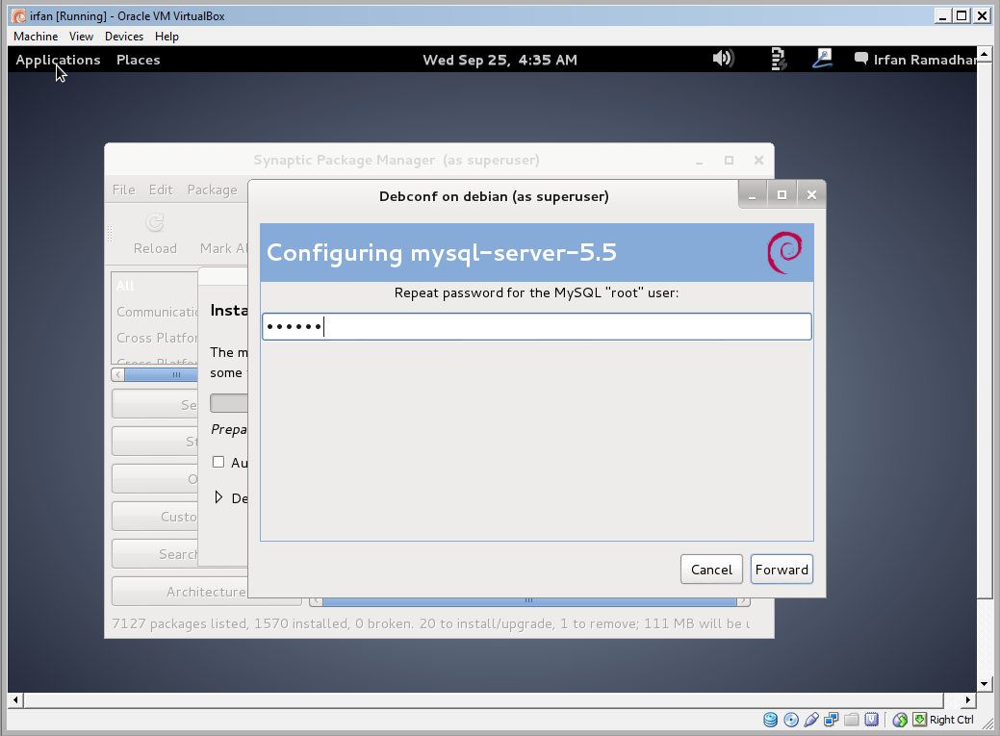 irfan [Running] - Oracle VM VirtualBox
Machine View Devices Help
Applications Places Wed Sep 25, 4:35 AM Irfan Ramadhan
Synaptic Package Manager (as superuser)
File Edit Package
Debconf on debian (as superuser)
Reload Mark Al
Configuring mysql-server-5.5
Repeat password for the MySQL "root" user:
All
Communicatio
Cross Platfor
Cross Platfor
Insta
The m
some
Se
Prepa
St
Au
O
De
Custo
Search
Architecture
Cancel Forward
7127 packages listed, 1570 installed, 0 broken. 20 to install/upgrade, 1 to remove; 111 MB will be u
Right Ctrl